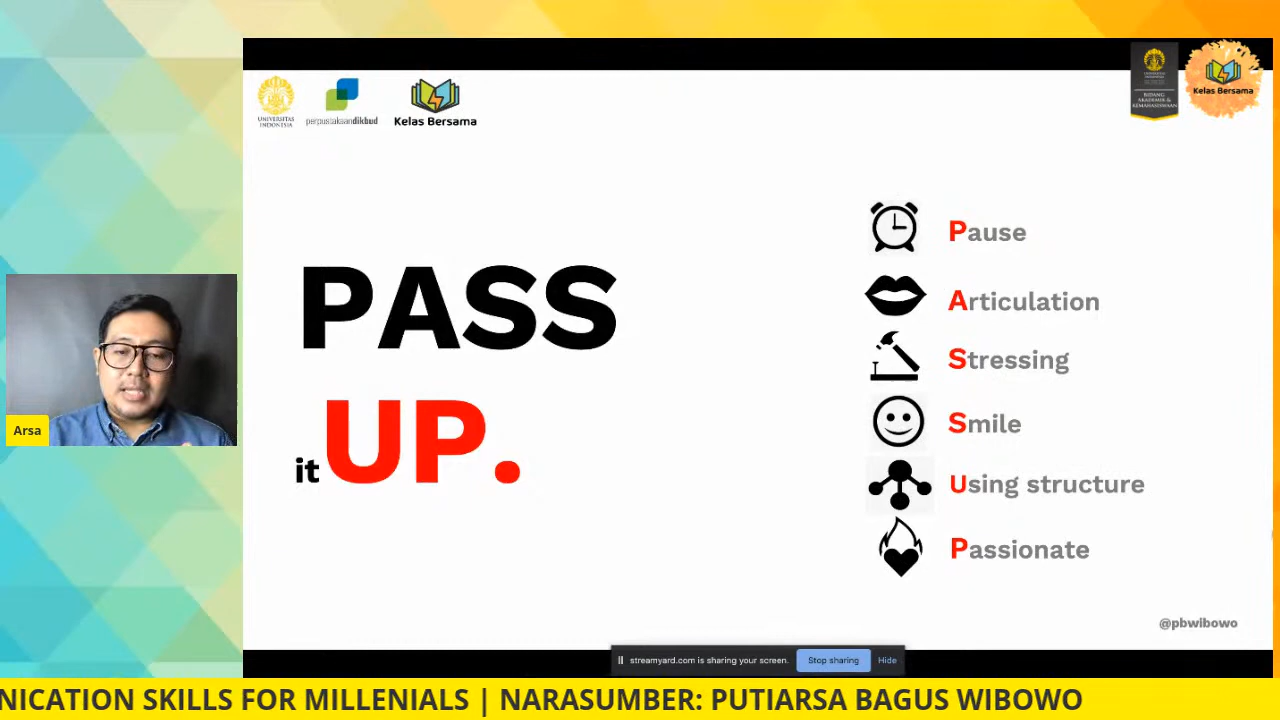 UNIVERSITAS
INDONESIA
perpustakaandikbud
Kelas Bersama
BIDANG
AKADEMIK &
KEMAHASISWAAN
Kelas Bersama
PASS
it UP.
Pause
Articulation
Stressing
Smile
Using structure
Passionate
@pbwibowo
Arsa
streamyard.com is sharing your screen.
Stop sharing
Hide
NICATION SKILLS FOR MILLENIALS | NARASUMBER: PUTIARSA BAGUS WIBOWO